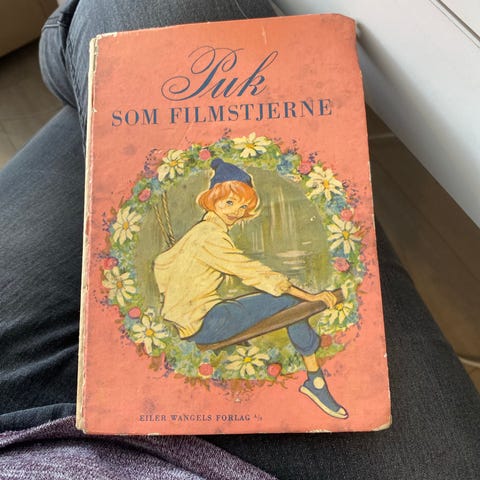 Puk
SOM FILMSTJERNE
EILER WANGELS FORLAG A/S